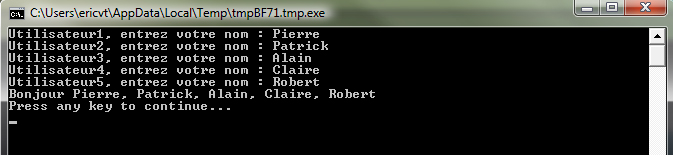 C:\Users\ericvt\AppData\Local\Temp\tmpBF71.tmp.exe
Utilisateur1, entrez votre nom : Pierre
Utilisateur2, entrez votre nom : Patrick
Utilisateur3, entrez votre nom : Alain
Utilisateur4, entrez votre nom : Claire
Utilisateur5, entrez votre nom : Robert
Bonjour Pierre, Patrick, Alain, Claire, Robert
Press any key to continue...